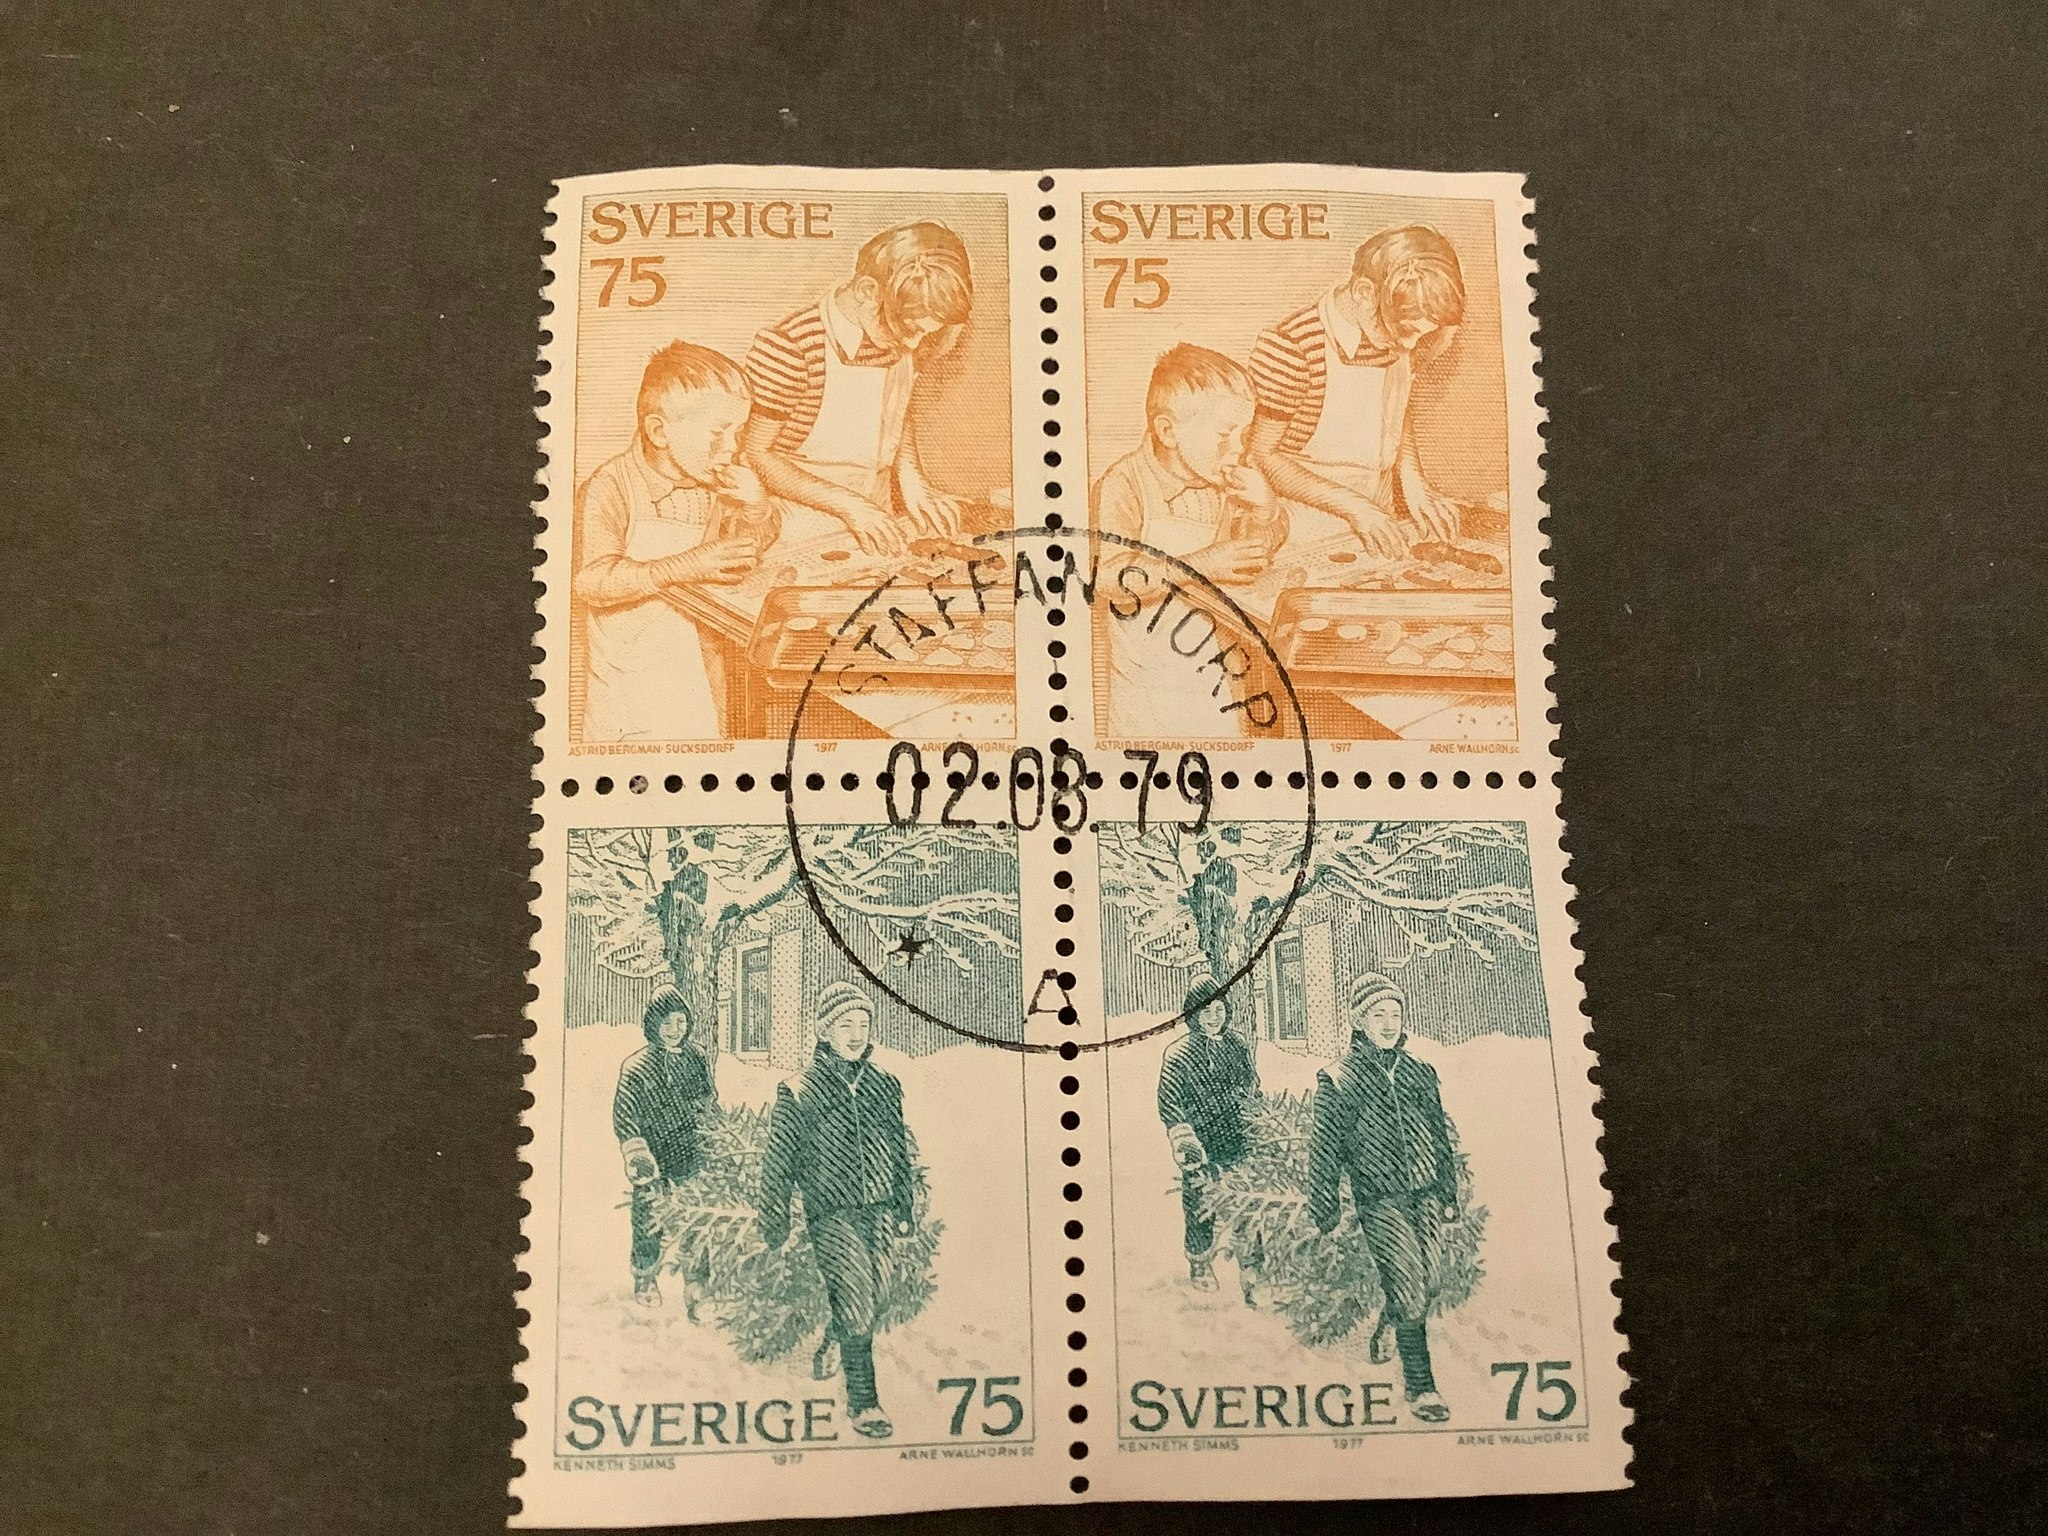 SVERIGE
75
ASTRID BERGMAN-SUCKSDORFF 1977 ARNE WALLHORN SC
SVERIGE
75
ASTRID BERGMAN-SUCKSDORFF 1977 ARNE WALLHORN SC
STAFFANSTORP
02.08.79
A
SVERIGE 75
KENNETH SIMMS 1977 ARNE WALLHORN SC
SVERIGE 75
KENNETH SIMMS 1977 ARNE WALLHORN SC